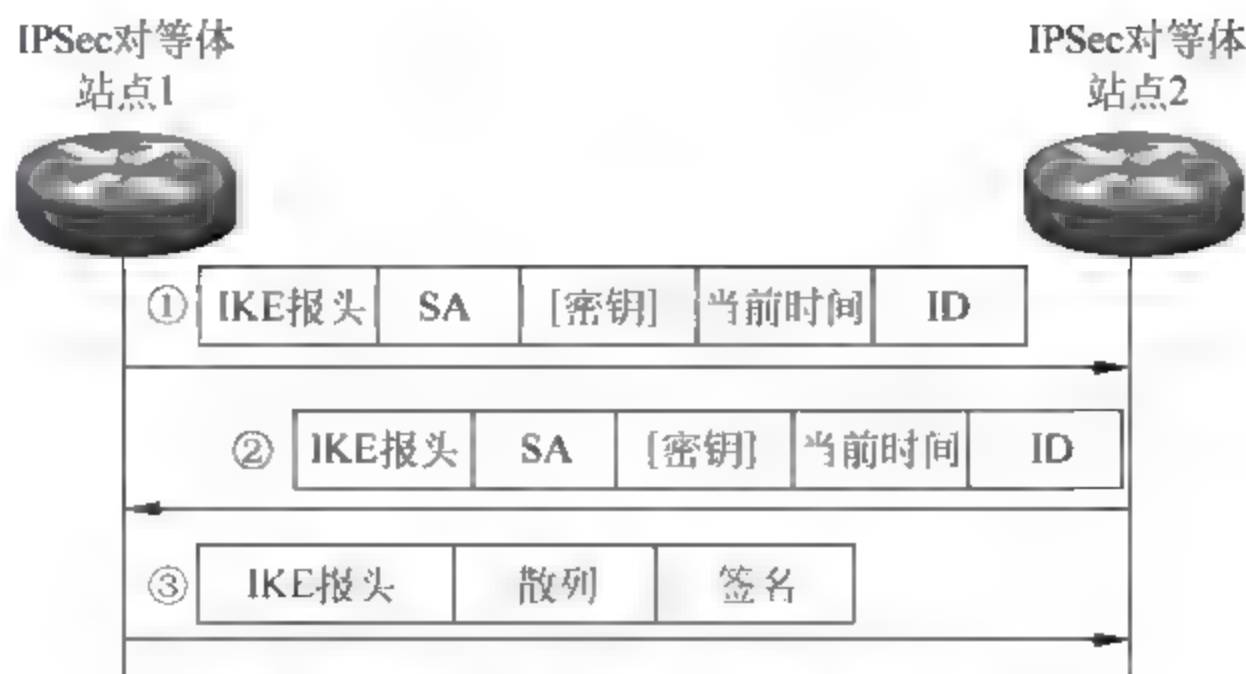 IPSec对等体
站点1
IPSec对等体
站点2
① IKE报头 SA [密钥] 当前时间 ID
② IKE报头 SA [密钥] 当前时间 ID
③ IKE报头 散列 签名